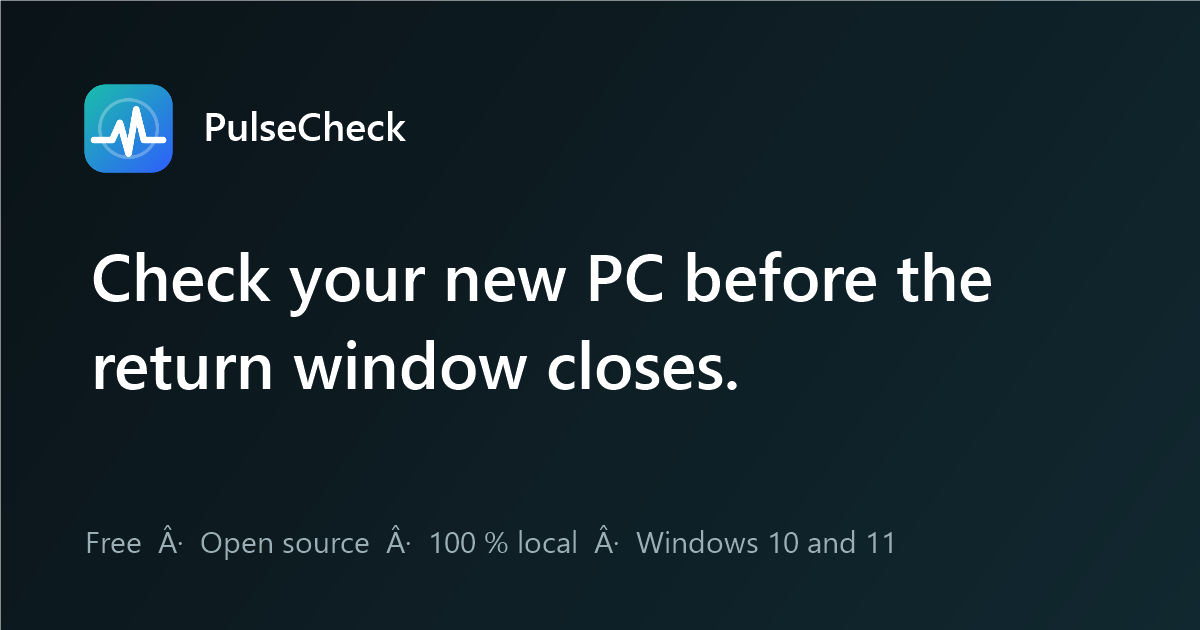 PulseCheck
Check your new PC before the
return window closes.
Free Â· Open source Â· 100 % local Â· Windows 10 and 11